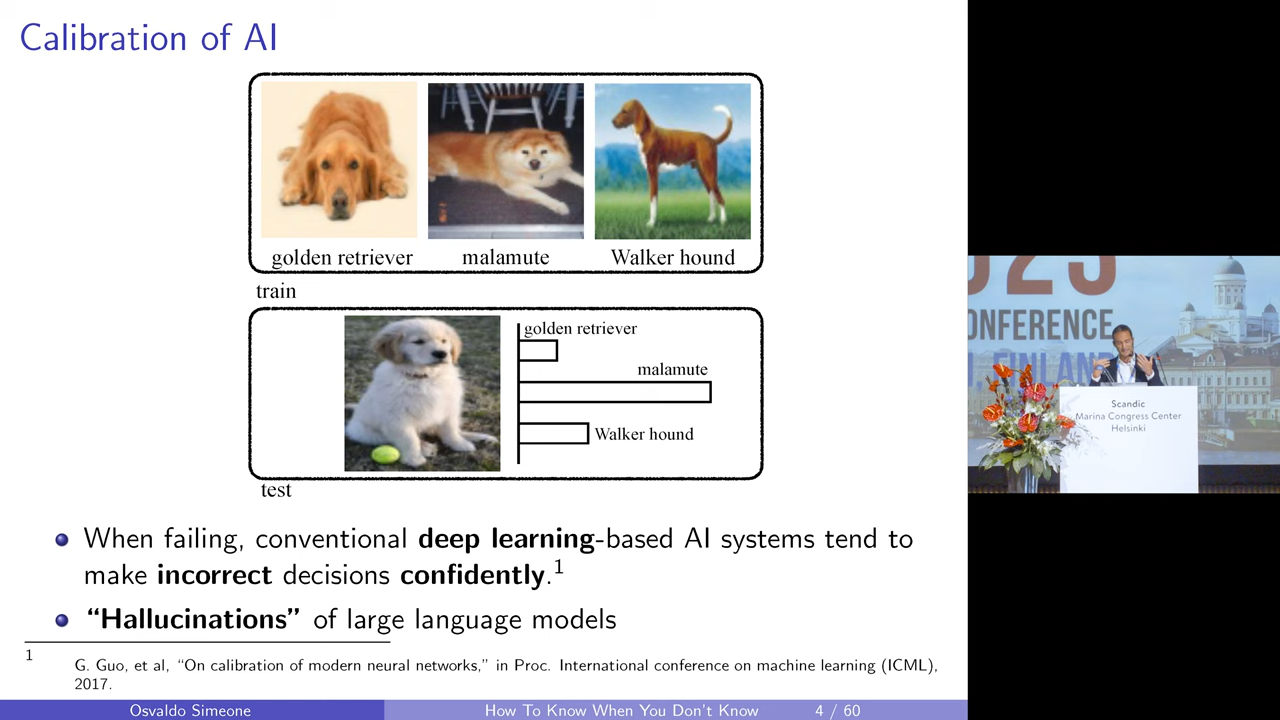 Calibration of AI
golden retriever
malamute
Walker hound
train
golden retriever
malamute
Walker hound
test
When failing, conventional deep learning-based AI systems tend to
make incorrect decisions confidently.1
“Hallucinations” of large language models
1
G. Guo, et al, “On calibration of modern neural networks,” in Proc. International conference on machine learning (ICML),
2017.
Osvaldo Simeone
How To Know When You Don't Know
4 / 60
2023
ONFERENCE
, FINLAND
Scandic
Marina Congress Center
Helsinki